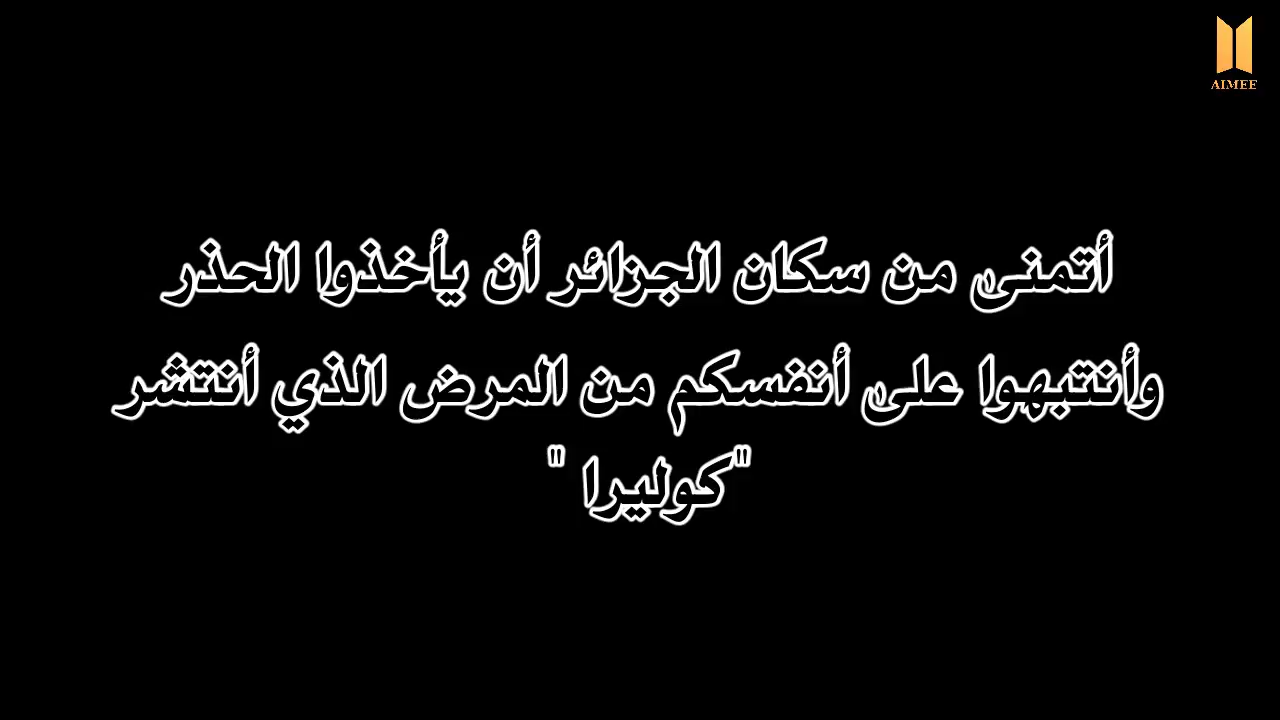 AIMEE
أتمنى من سكان الجزائر أن يأخذوا الحذر
وأنتبهوا على أنفسكم من المرض الذي أنتشر
"كوليرا "